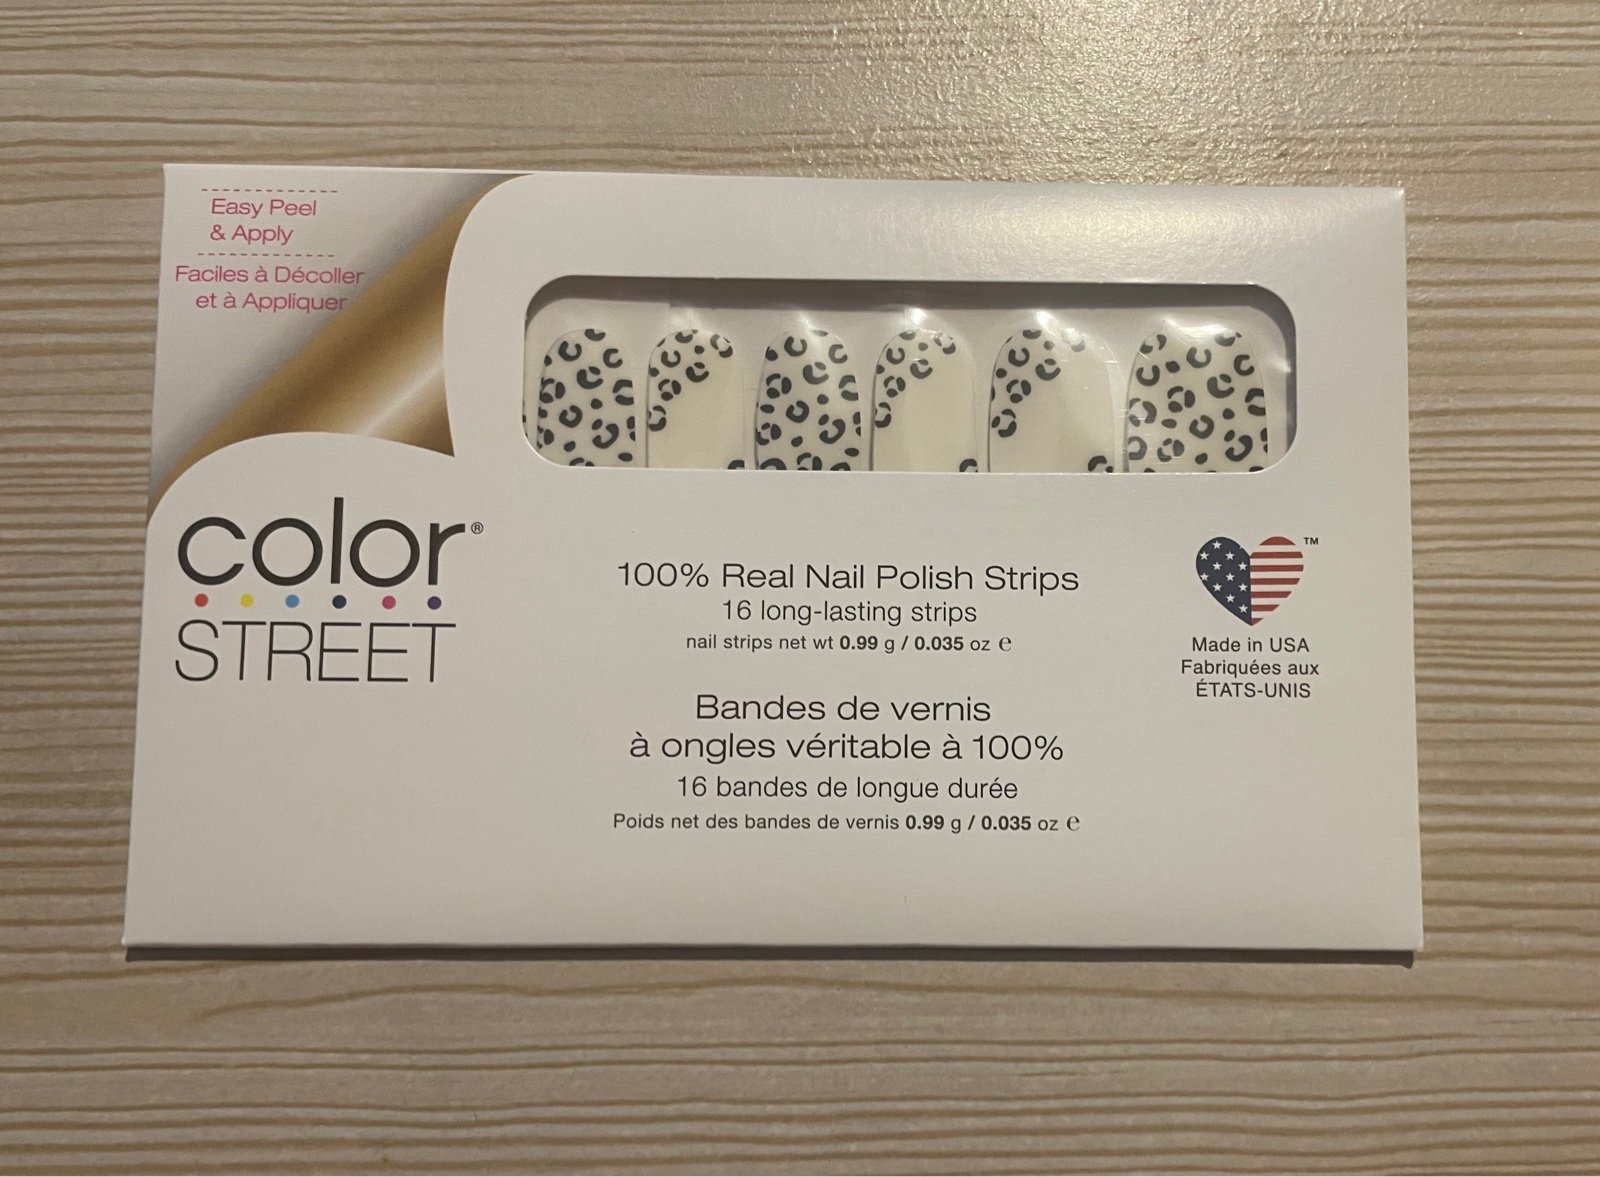 Easy Peel
& Apply
Faciles à Décoller
et à Appliquer
color®
STREET
100% Real Nail Polish Strips
16 long-lasting strips
nail strips net wt 0.99 g / 0.035 oz ℮
Bandes de vernis
à ongles véritable à 100%
16 bandes de longue durée
Poids net des bandes de vernis 0.99 g / 0.035 oz ℮
™
Made in USA
Fabriquées aux
ÉTATS-UNIS